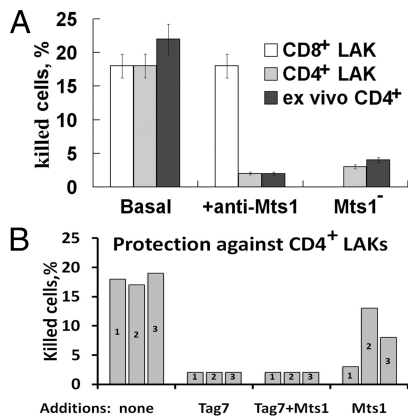 A
killed cells, %
25
20
15
10
5
0
CD8+ LAK
CD4+ LAK
ex vivo CD4+
Basal
+anti-Mts1
Mts1-
B
Protection against CD4+ LAKs
Killed cells,%
25
20
15
10
5
0
1 2 3
1 2 3
1 2 3
1 2 3
Additions: none Tag7 Tag7+Mts1 Mts1